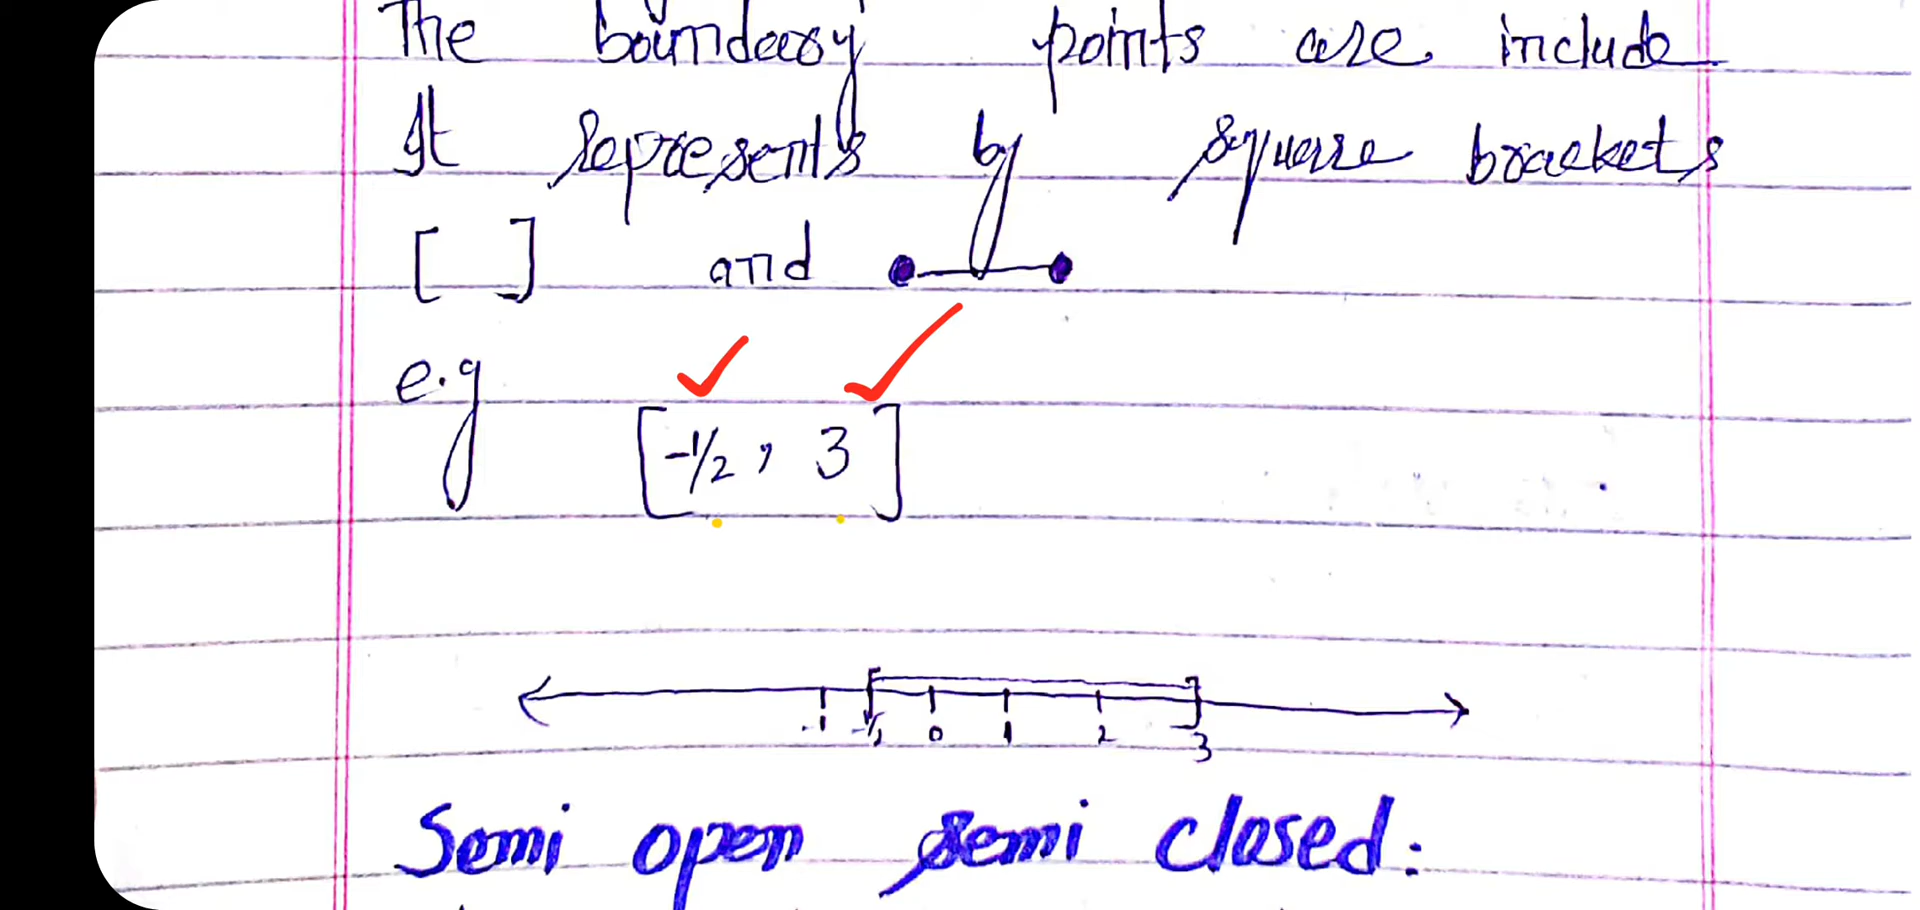 The boundary points are include
It represents by square brackets
[ ] and
e.g
[-1/2, 3]
-1 -1/2 0 1 2 3
Semi open semi closed: